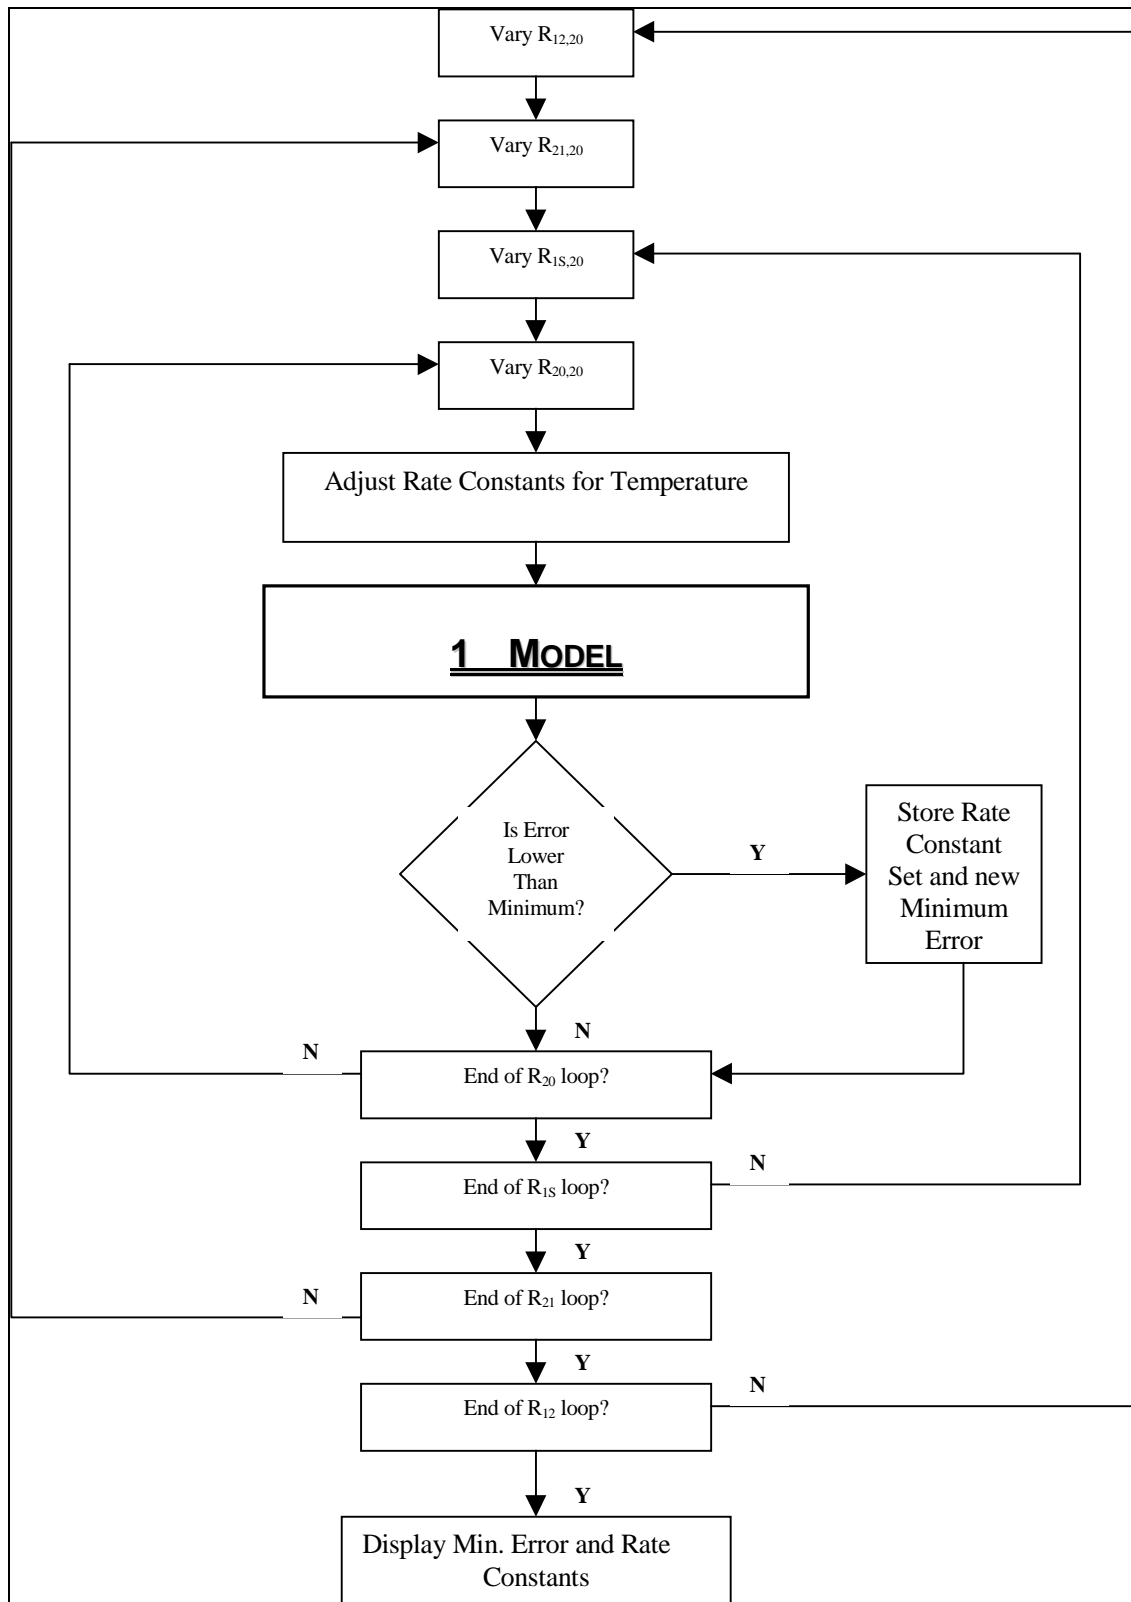 Vary R12,20
Vary R21,20
Vary R1S,20
Vary R20,20
Adjust Rate Constants for Temperature
1 MODEL
Is Error
Lower
Than
Minimum?
Y
Store Rate
Constant
Set and new
Minimum
Error
N
N
End of R20 loop?
Y
N
End of R1S loop?
Y
N
End of R21 loop?
Y
N
End of R12 loop?
Y
Display Min. Error and Rate
Constants